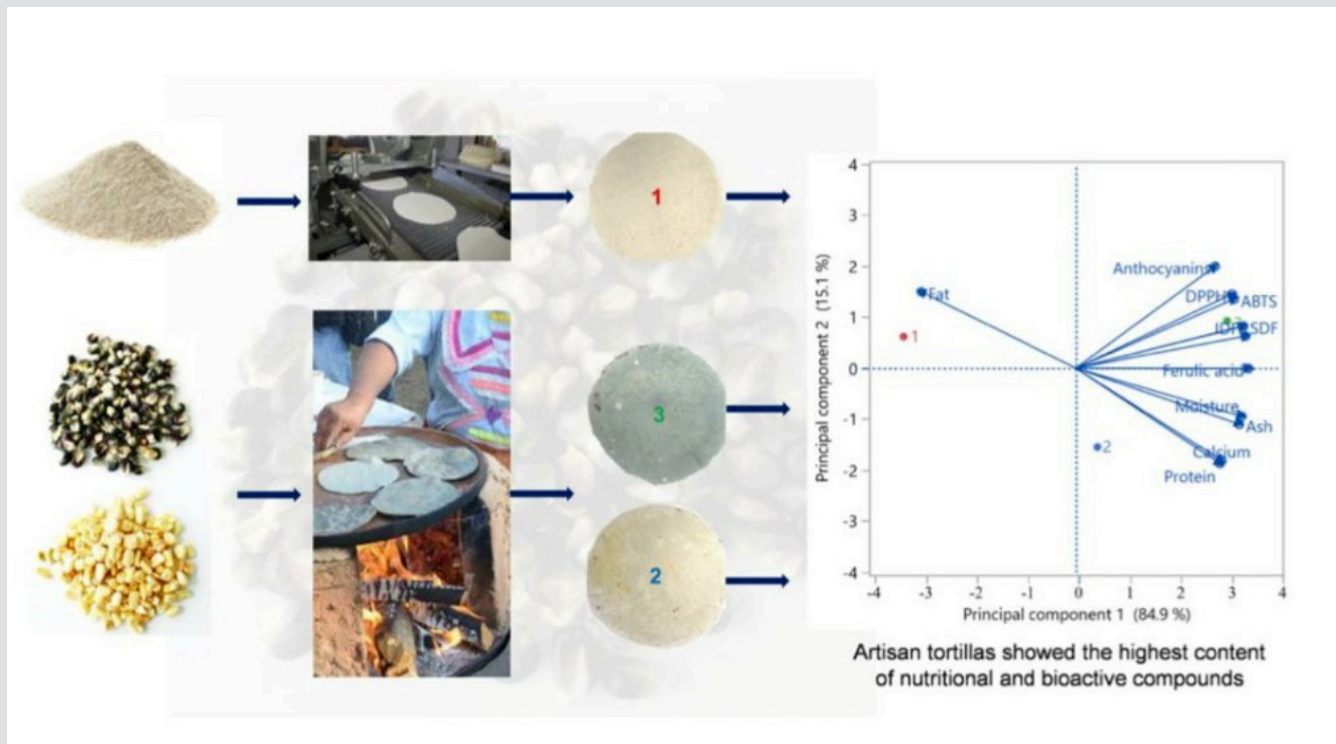 1
3
2
4
3
2
1
0
-1
-2
-3
-4
Principal component 2 (15.1 %)
Fat
1
Anthocyanins
DPPH
ABTS
SDF
Ferulic acid
Moisture
Ash
2
Calcium
Protein
-4
-3
-2
-1
0
1
2
3
4
Principal component 1 (84.9 %)
Artisan tortillas showed the highest content
of nutritional and bioactive compounds